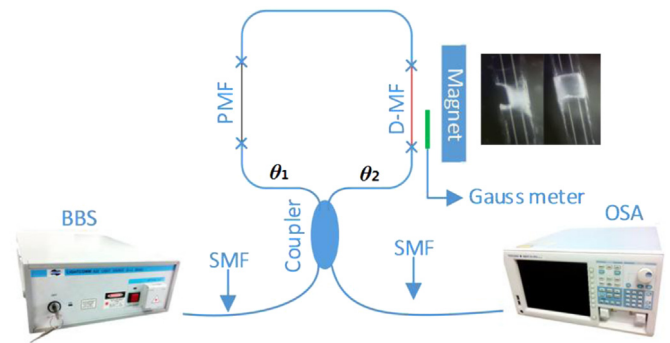 PMF
D-MF
Magnet
θ1
θ2
Gauss meter
BBS
Coupler
OSA
SMF
SMF